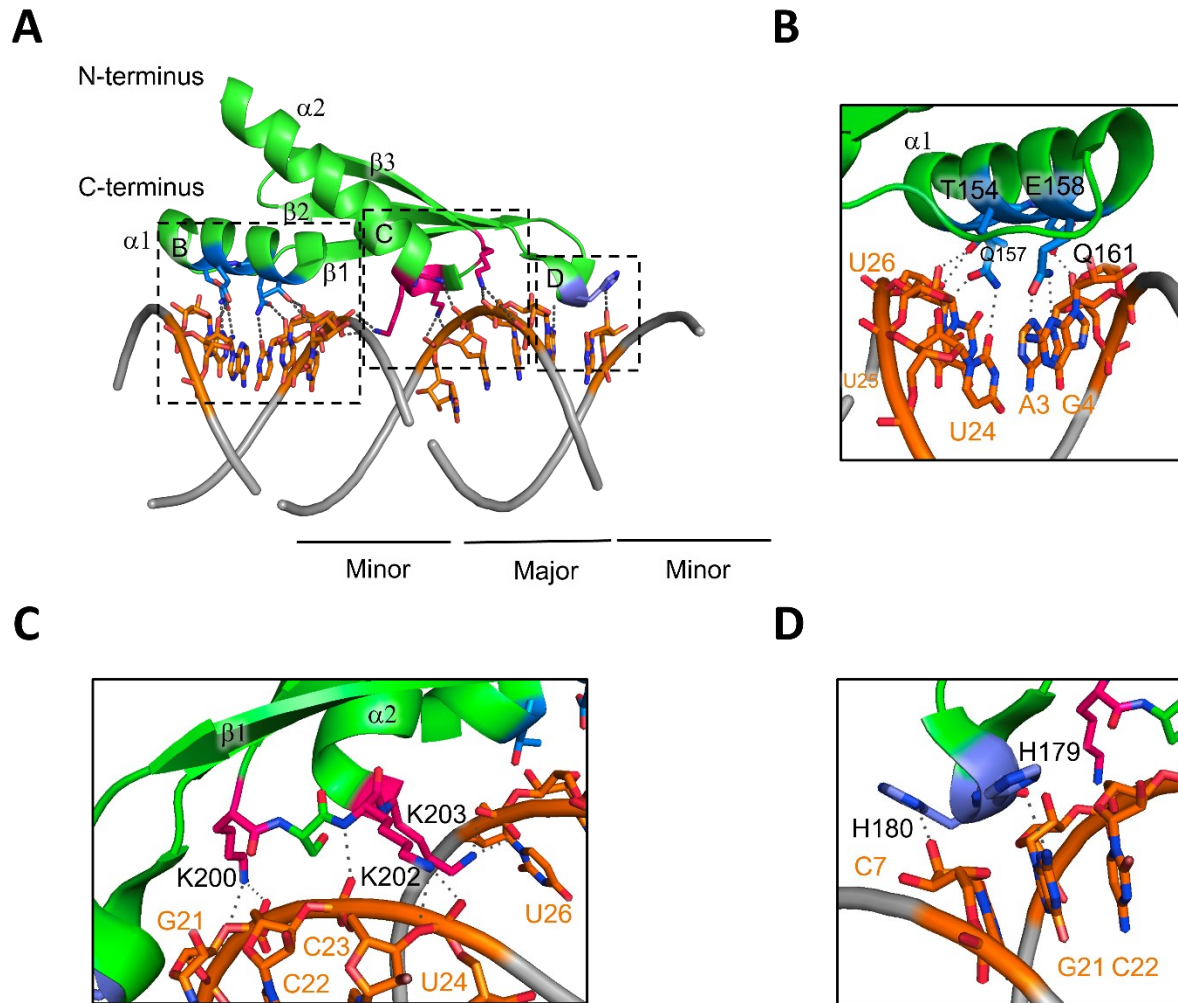 A
N-terminus
α2
β3
C-terminus
β2
α1
B
C
β1
D
Minor
Major
Minor
B
α1
T154
E158
Q157
Q161
U26
U25
A3
G4
U24
C
β1
α2
K203
K200
K202
G21
C23
U26
C22
U24
D
H179
H180
C7
G21 C22